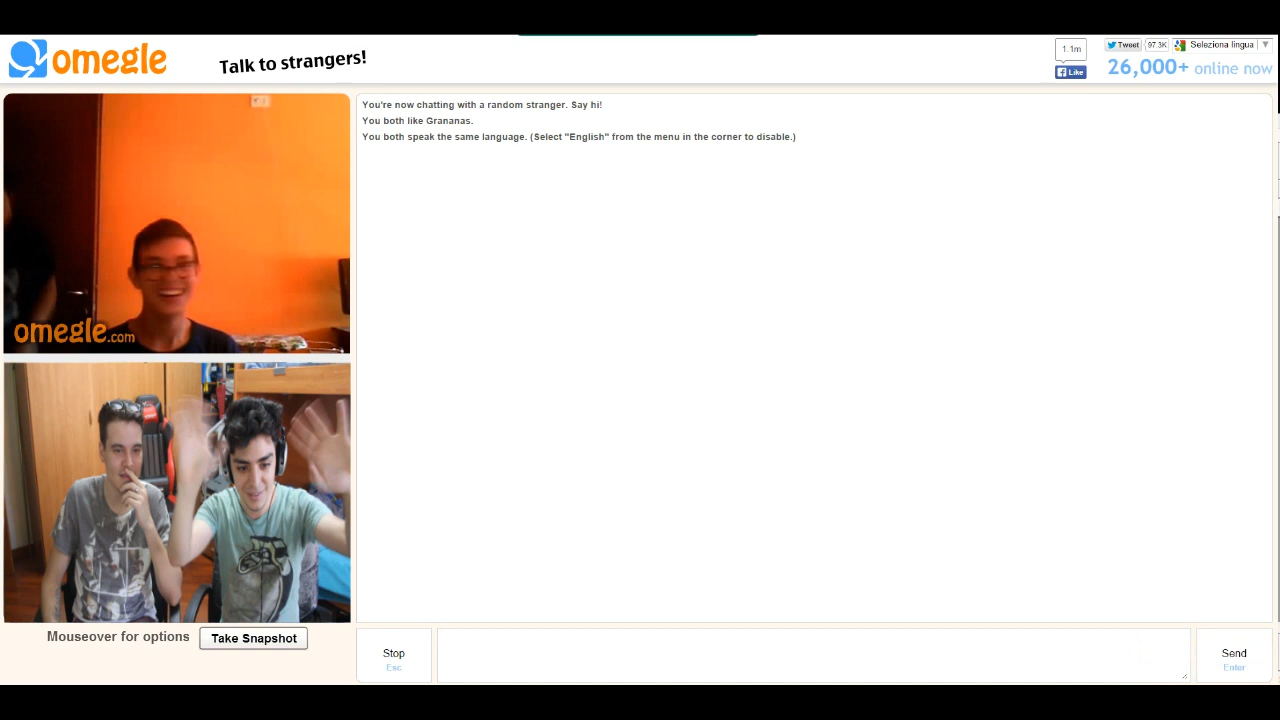 omegle
Talk to strangers!
1.1m
Like
Tweet
97.3K
Seleziona lingua
26,000+ online now
You're now chatting with a random stranger. Say hi!
You both like Grananas.
You both speak the same language. (Select "English" from the menu in the corner to disable.)
omegle.com
Mouseover for options
Take Snapshot
Stop
Esc
Send
Enter